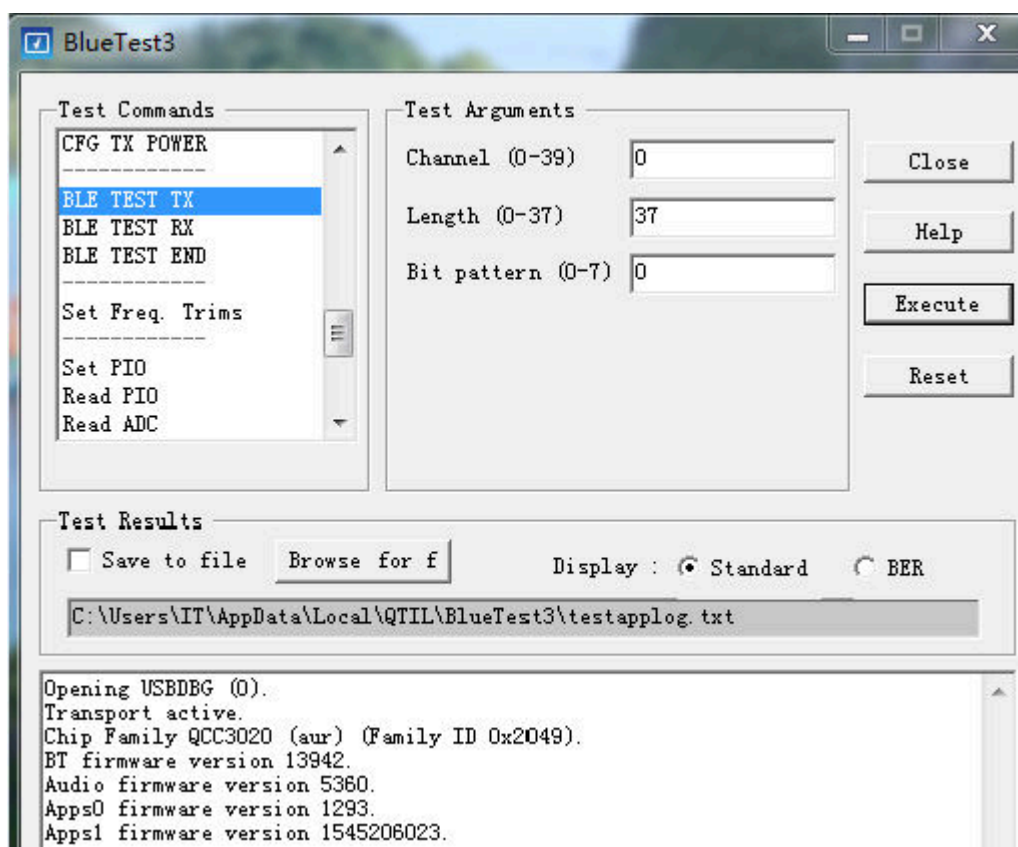 BlueTest3
Test Commands
CFG TX POWER
------------
BLE TEST TX
BLE TEST RX
BLE TEST END
------------
Set Freq. Trims
------------
Set PIO
Read PIO
Read ADC
Test Arguments
Channel (0-39) 0
Length (0-37) 37
Bit pattern (0-7) 0
Close
Help
Execute
Reset
Test Results
Save to file Browse for f Display : Standard BER
C:\Users\IT\AppData\Local\QTIL\BlueTest3\testapplog.txt
Opening USBDBG (0).
Transport active.
Chip Family QCC3020 (aur) (Family ID 0x2049).
BT firmware version 13942.
Audio firmware version 5360.
Apps0 firmware version 1293.
Apps1 firmware version 1545206023.